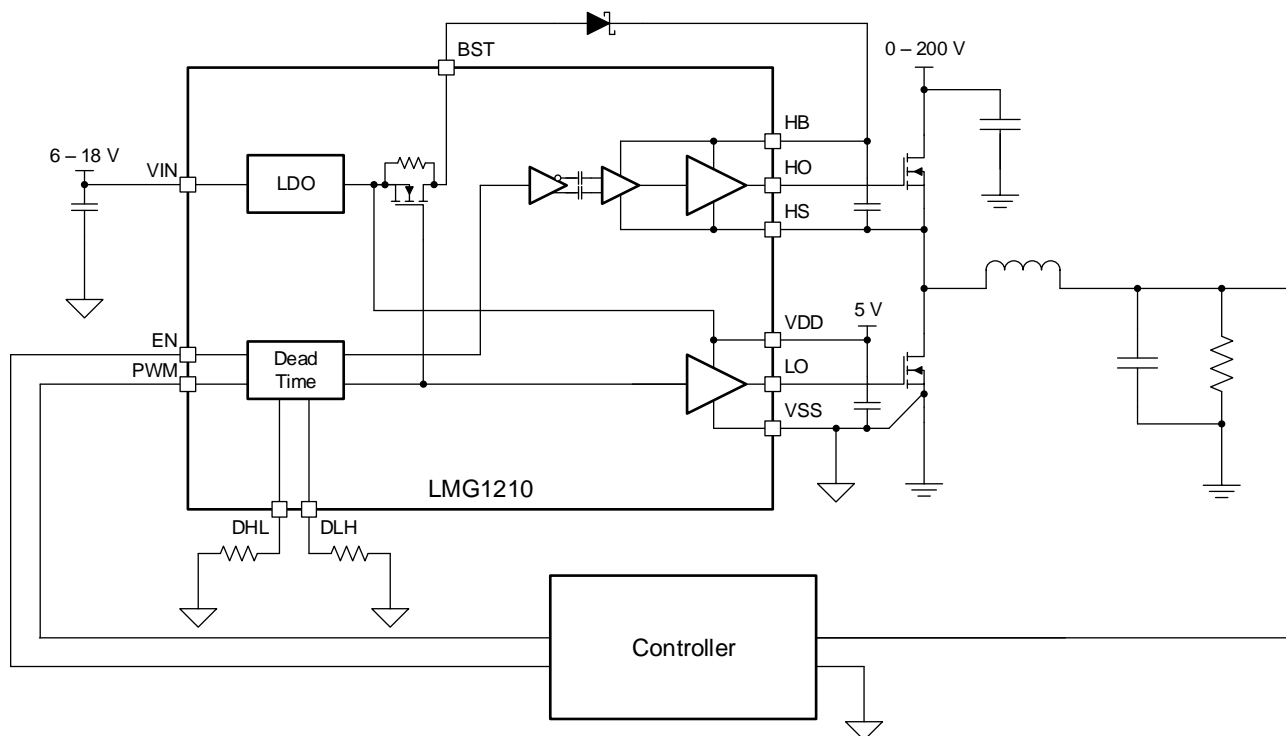 BST
0 – 200 V
HB
6 – 18 V
VIN
LDO
HO
HS
EN
PWM
Dead
Time
VDD
5 V
LO
VSS
LMG1210
DHL
DLH
Controller